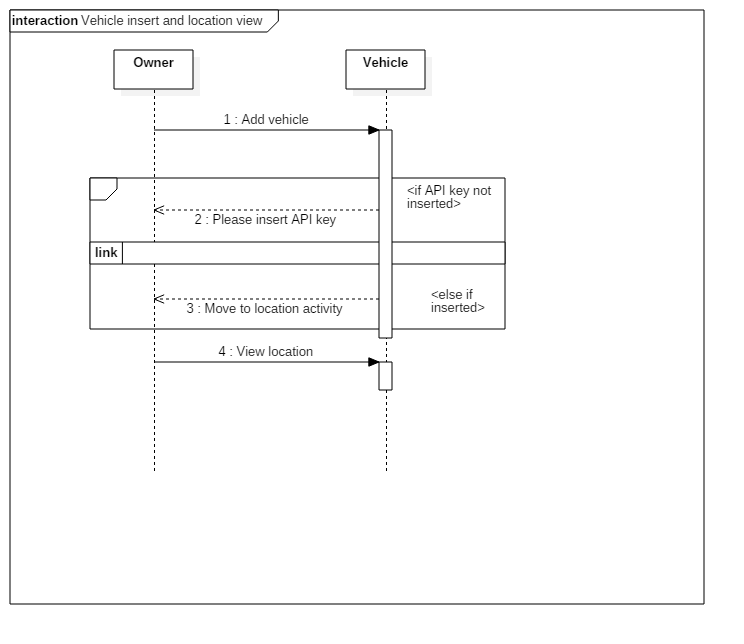 interaction Vehicle insert and location view
Owner
Vehicle
1 : Add vehicle
<if API key not
inserted>
2 : Please insert API key
link
<else if
inserted>
3 : Move to location activity
4 : View location